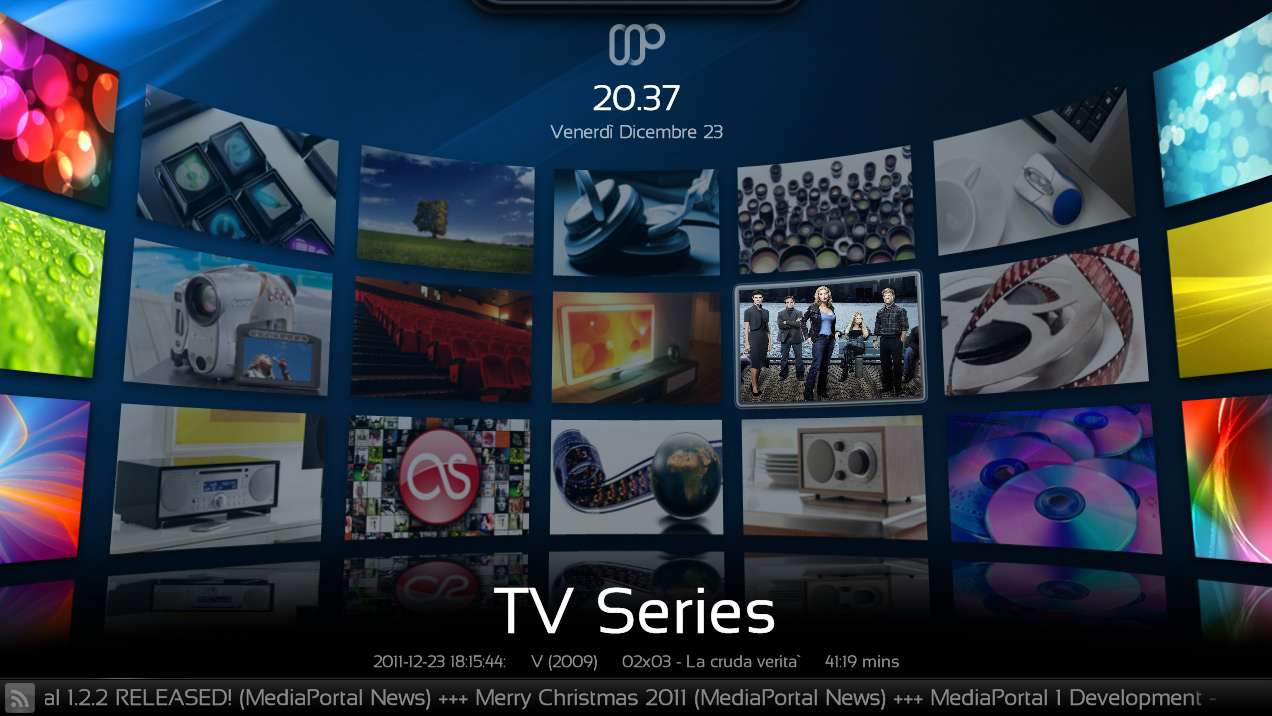 20.37
Venerdì Dicembre 23
TV Series
2011-12-23 18:15:44: V (2009) 02x03 - La cruda verita` 41:19 mins
al 1.2.2 RELEASED! (MediaPortal News) +++ Merry Christmas 2011 (MediaPortal News) +++ MediaPortal 1 Development -